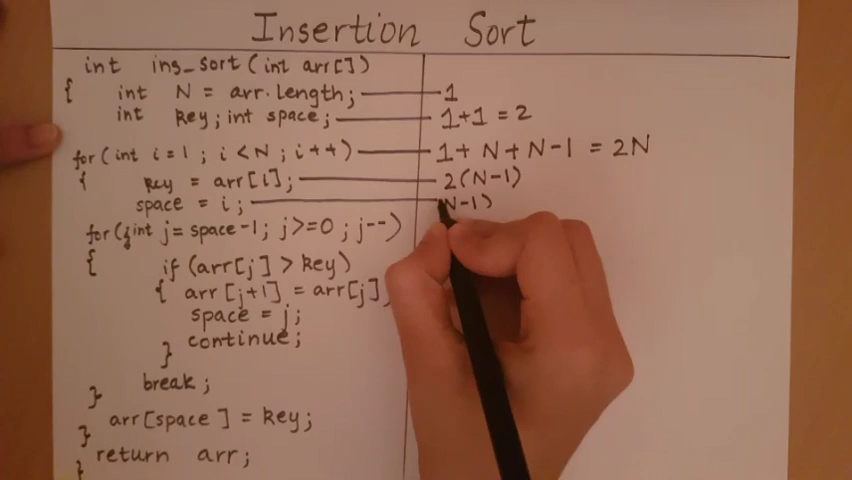 Insertion Sort
int ins_sort(int arr[])
{ int N = arr.length; 1
int key; int space; 1+1 = 2
for(int i=1 ; i<N ; i++) 1+ N+N-1 = 2N
{ key = arr[i]; 2(N-1)
space = i; N-1)
for(int j= space-1; j>=0 ; j--)
{ if (arr[j] > key)
{ arr [j+1] = arr[j]
space = j;
continue;
}
} break ;
arr[space ] = key;
}
return arr;
}